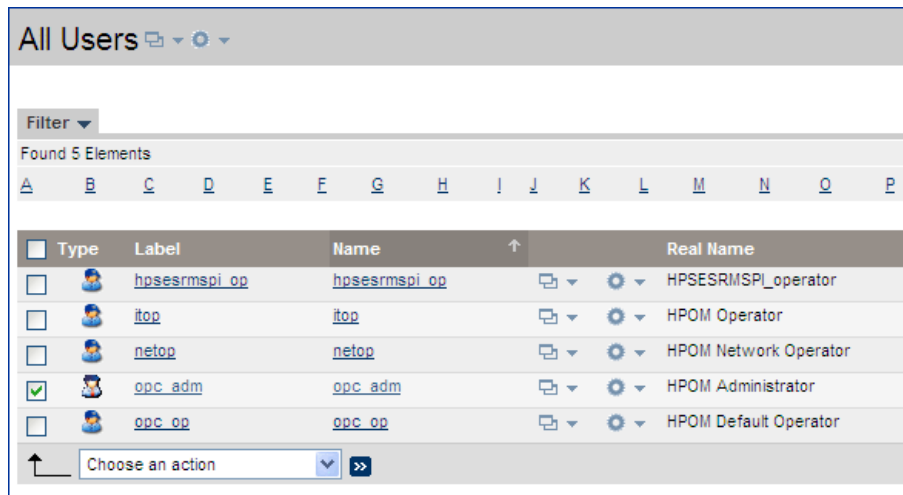 All Users
Filter
Found 5 Elements
A B C D E F G H I J K L M N O P
Type Label Name Real Name
hpsesrmspi_op hpsesrmspi_op HPSESRMSPI_operator
itop itop HPOM Operator
netop netop HPOM Network Operator
opc_adm opc_adm HPOM Administrator
opc_op opc_op HPOM Default Operator
Choose an action